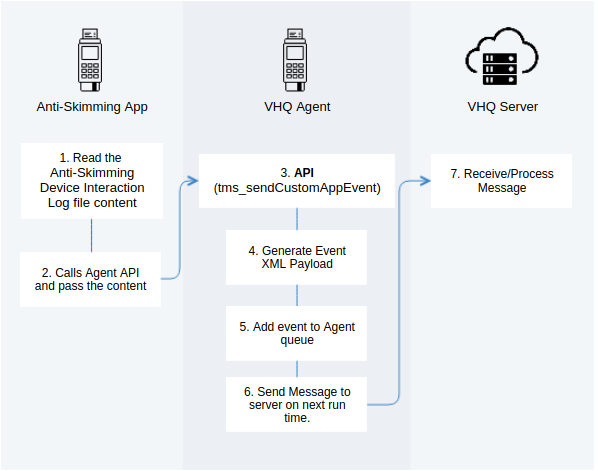 Anti-Skimming App
VHQ Agent
VHQ Server
1. Read the
Anti-Skimming
Device Interaction
Log file content
2. Calls Agent API
and pass the content
3. API
(tms_sendCustomAppEvent)
4. Generate Event
XML Payload
5. Add event to Agent
queue
6. Send Message to
server on next run
time.
7. Receive/Process
Message